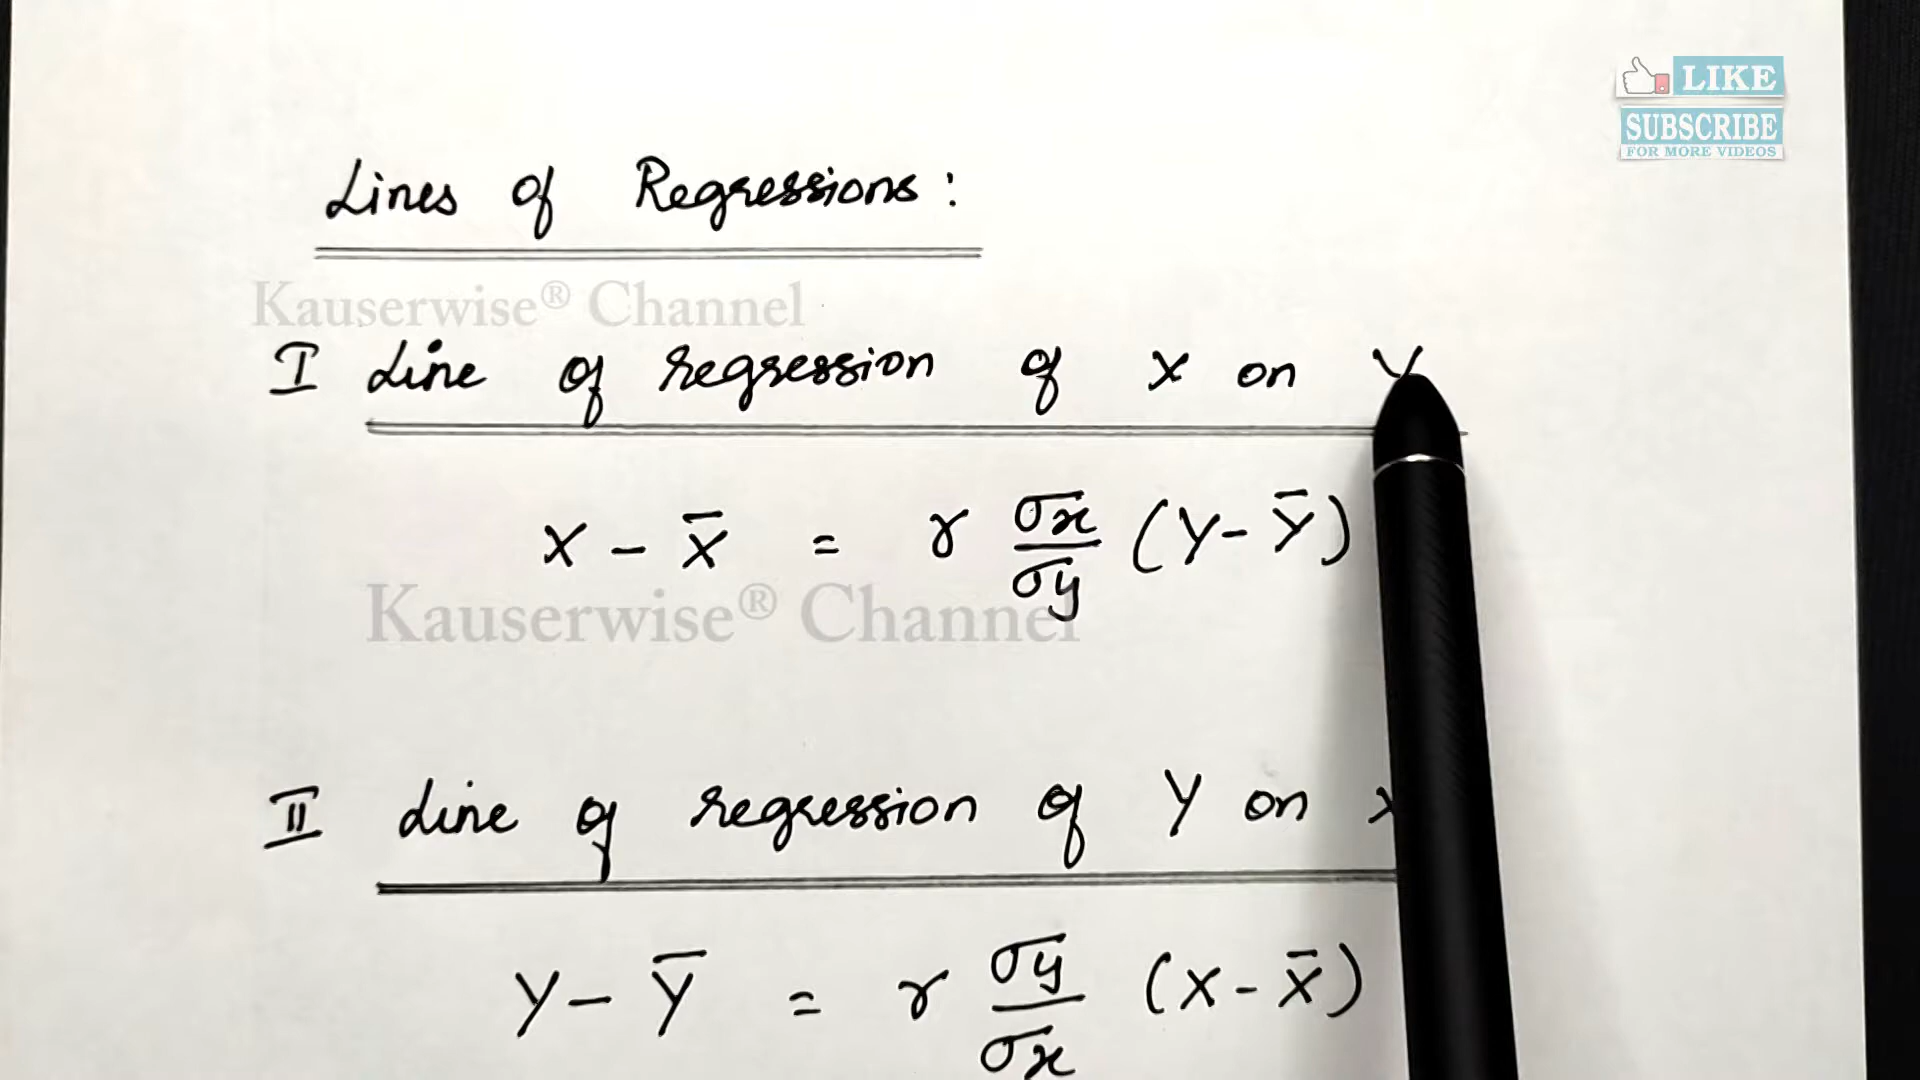 LIKE
SUBSCRIBE
FOR MORE VIDEOS
Lines of Regressions :
Kauserwise® Channel
I Line of regression of X on Y
X - X̄ = r σx/σy (Y - Ȳ)
Kauserwise® Channel
II Line of regression of Y on X
Y - Ȳ = r σy/σx (X - X̄)